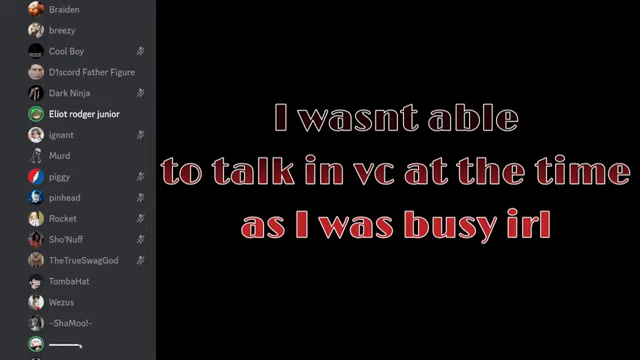 Braiden
breezy
Cool Boy
D1scord Father Figure
Dark Ninja
Eliot rodger junior
ignant
Murd
piggy
pinhead
Rocket
Sho'Nuff
TheTrueSwagGod
TombaHat
Wezus
~ShaMoo!~
I wasnt able
to talk in vc at the time
as I was busy irl